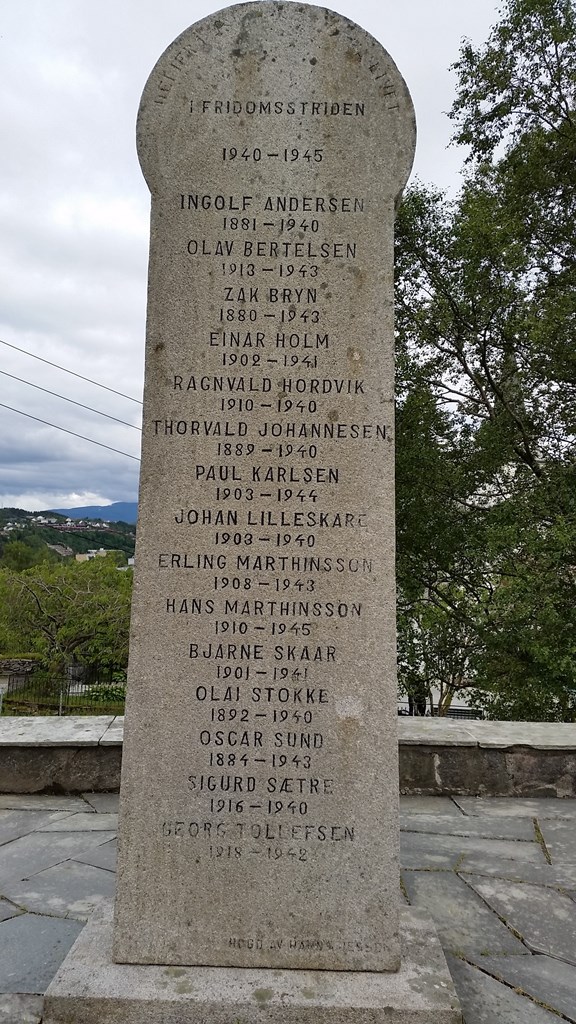 I FRIDOMSSTRIDEN
1940 – 1945
INGOLF ANDERSEN
1881 – 1940
OLAV BERTELSEN
1913 – 1943
ZAK BRYN
1880 – 1943
EINAR HOLM
1902 – 1941
RAGNVALD HORDVIK
1910 – 1940
THORVALD JOHANNESEN
1889 – 1940
PAUL KARLSEN
1903 – 1944
JOHAN LILLESKARE
1903 – 1940
ERLING MARTHINSSON
1908 – 1943
HANS MARTHINSSON
1910 – 1945
BJARNE SKAAR
1901 – 1941
OLAI STOKKE
1892 – 1940
OSCAR SUND
1884 – 1943
SIGURD SÆTRE
1916 – 1940
GEORG TOLLEFSEN
1918 – 1942
HOGD AV